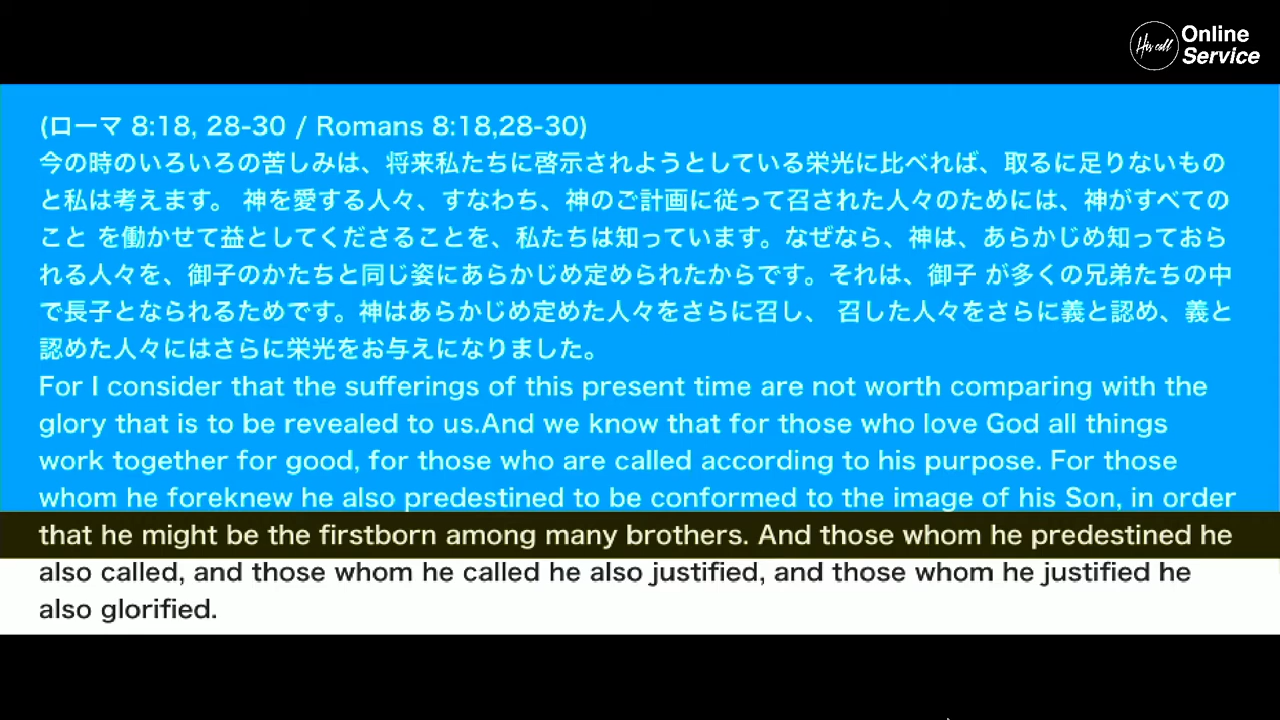 His call
Online
Service
(ローマ 8:18, 28-30 / Romans 8:18,28-30)
今の時のいろいろの苦しみは、将来私たちに啓示されようとしている栄光に比べれば、取るに足りないもの
と私は考えます。 神を愛する人々、すなわち、神のご計画に従って召された人々のためには、神がすべての
こと を働かせて益としてくださることを、私たちは知っています。なぜなら、神は、あらかじめ知っておら
れる人々を、御子のかたちと同じ姿にあらかじめ定められたからです。それは、御子 が多くの兄弟たちの中
で長子となられるためです。神はあらかじめ定めた人々をさらに召し、 召した人々をさらに義と認め、義と
認めた人々にはさらに栄光をお与えになりました。
For I consider that the sufferings of this present time are not worth comparing with the
glory that is to be revealed to us.And we know that for those who love God all things
work together for good, for those who are called according to his purpose. For those
whom he foreknew he also predestined to be conformed to the image of his Son, in order
that he might be the firstborn among many brothers. And those whom he predestined he
also called, and those whom he called he also justified, and those whom he justified he
also glorified.